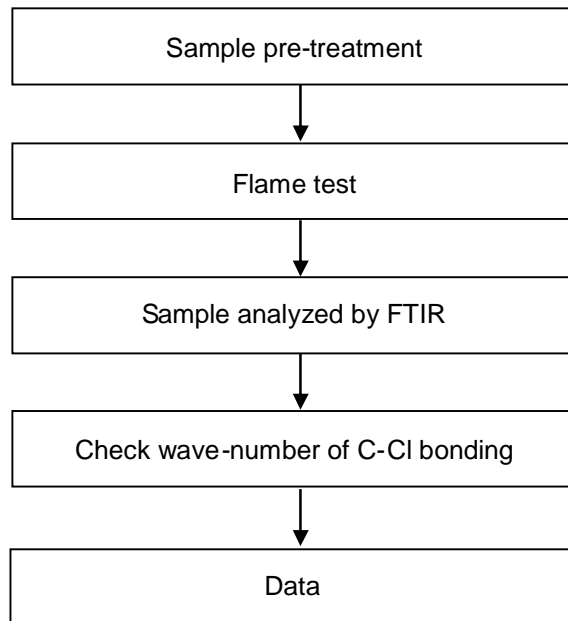 Sample pre-treatment
Flame test
Sample analyzed by FTIR
Check wave-number of C-Cl bonding
Data